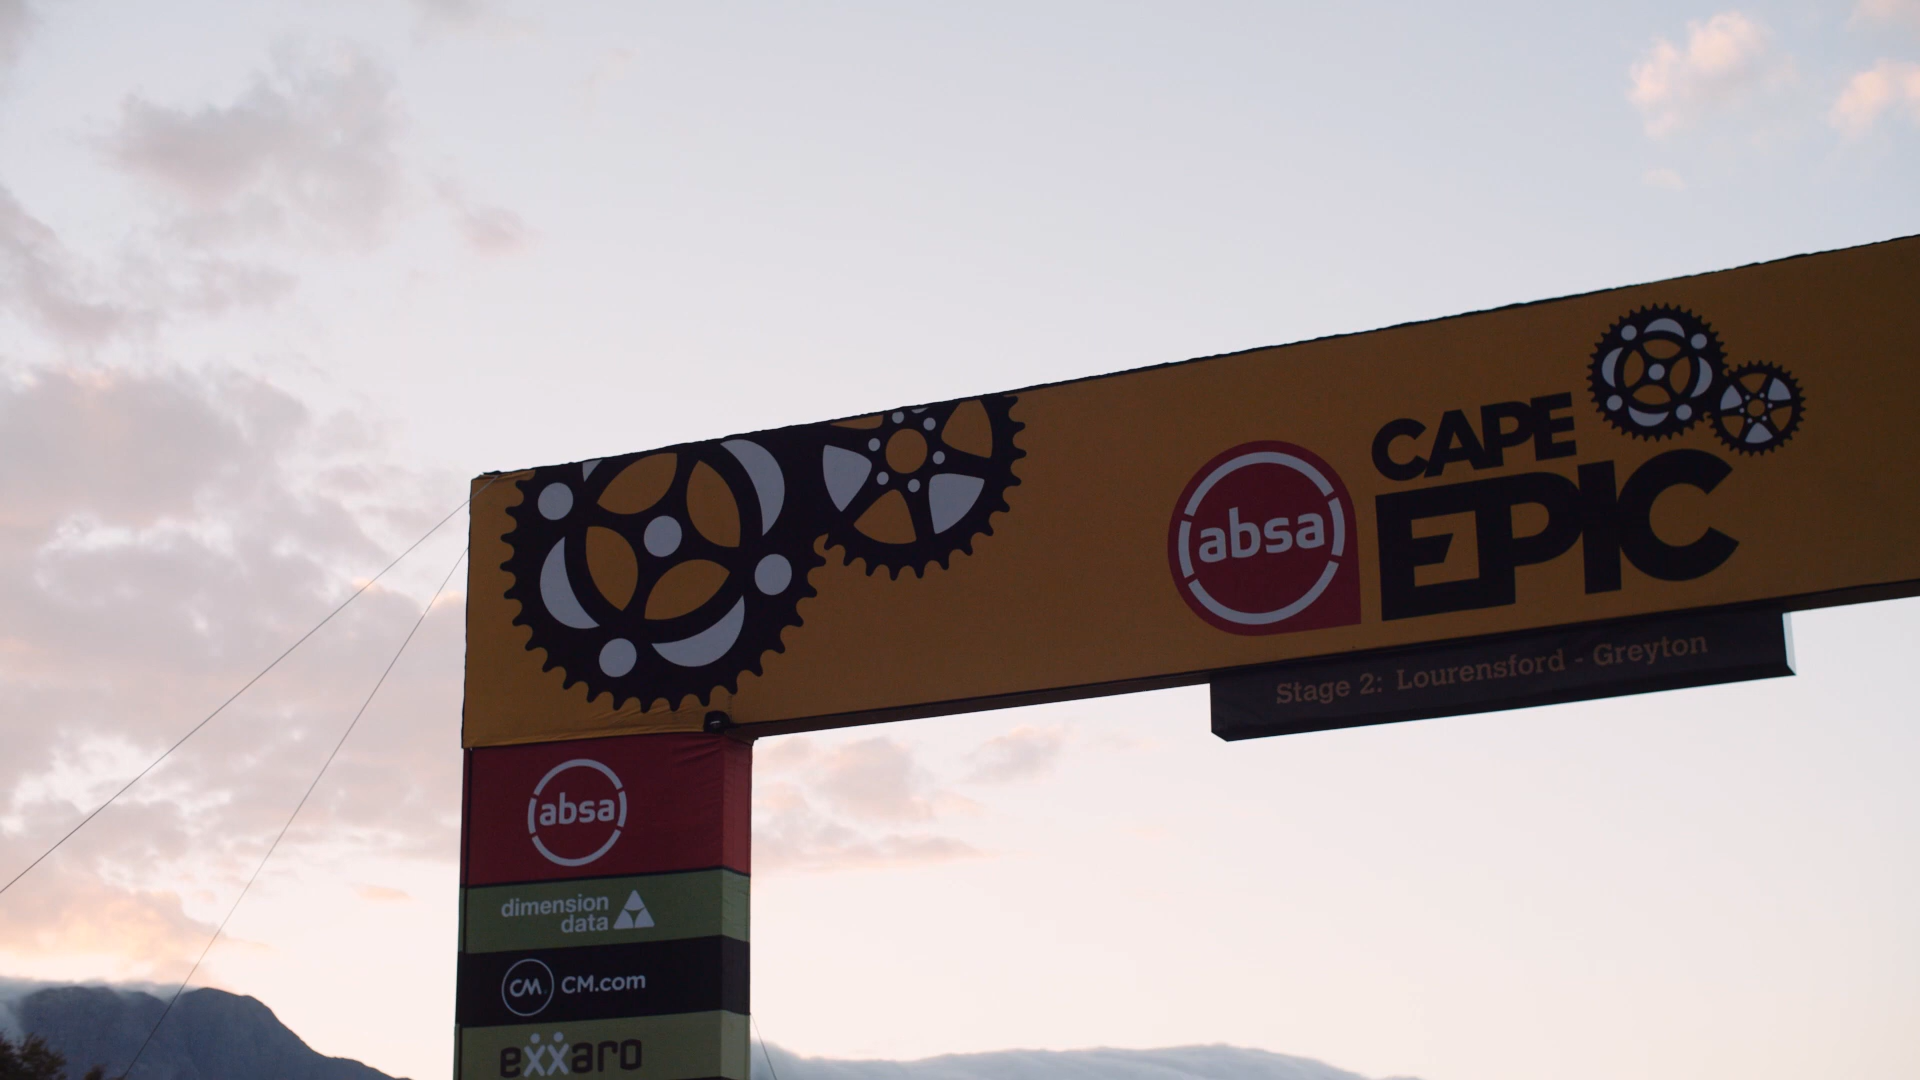 CAPE
EPIC
absa
Stage 2: Lourensford - Greyton
absa
dimension
data
CM CM.com
exxaro